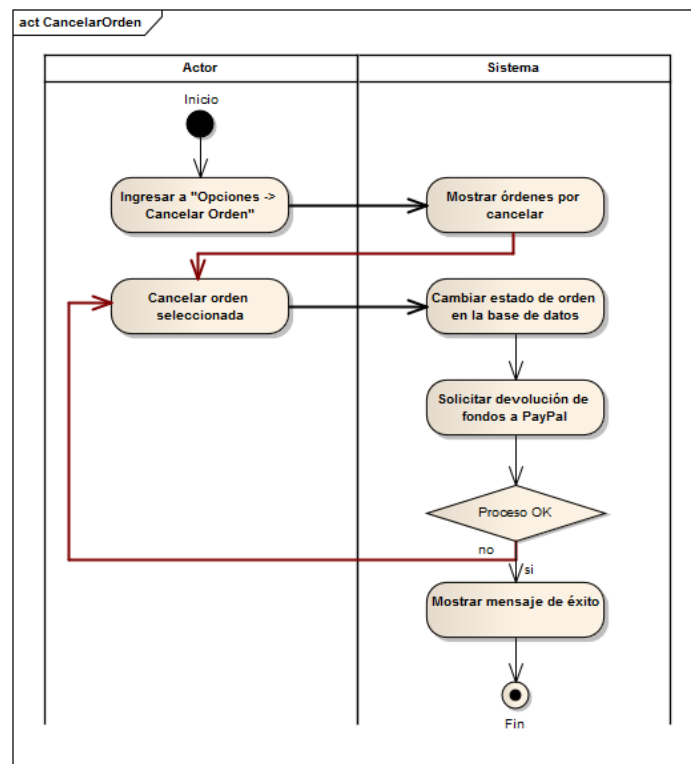 act CancelarOrden
Actor
Sistema
Inicio
Ingresar a "Opciones ->
Cancelar Orden"
Mostrar órdenes por
cancelar
Cancelar orden
seleccionada
Cambiar estado de orden
en la base de datos
Solicitar devolución de
fondos a PayPal
Proceso OK
no
si
Mostrar mensaje de éxito
Fin